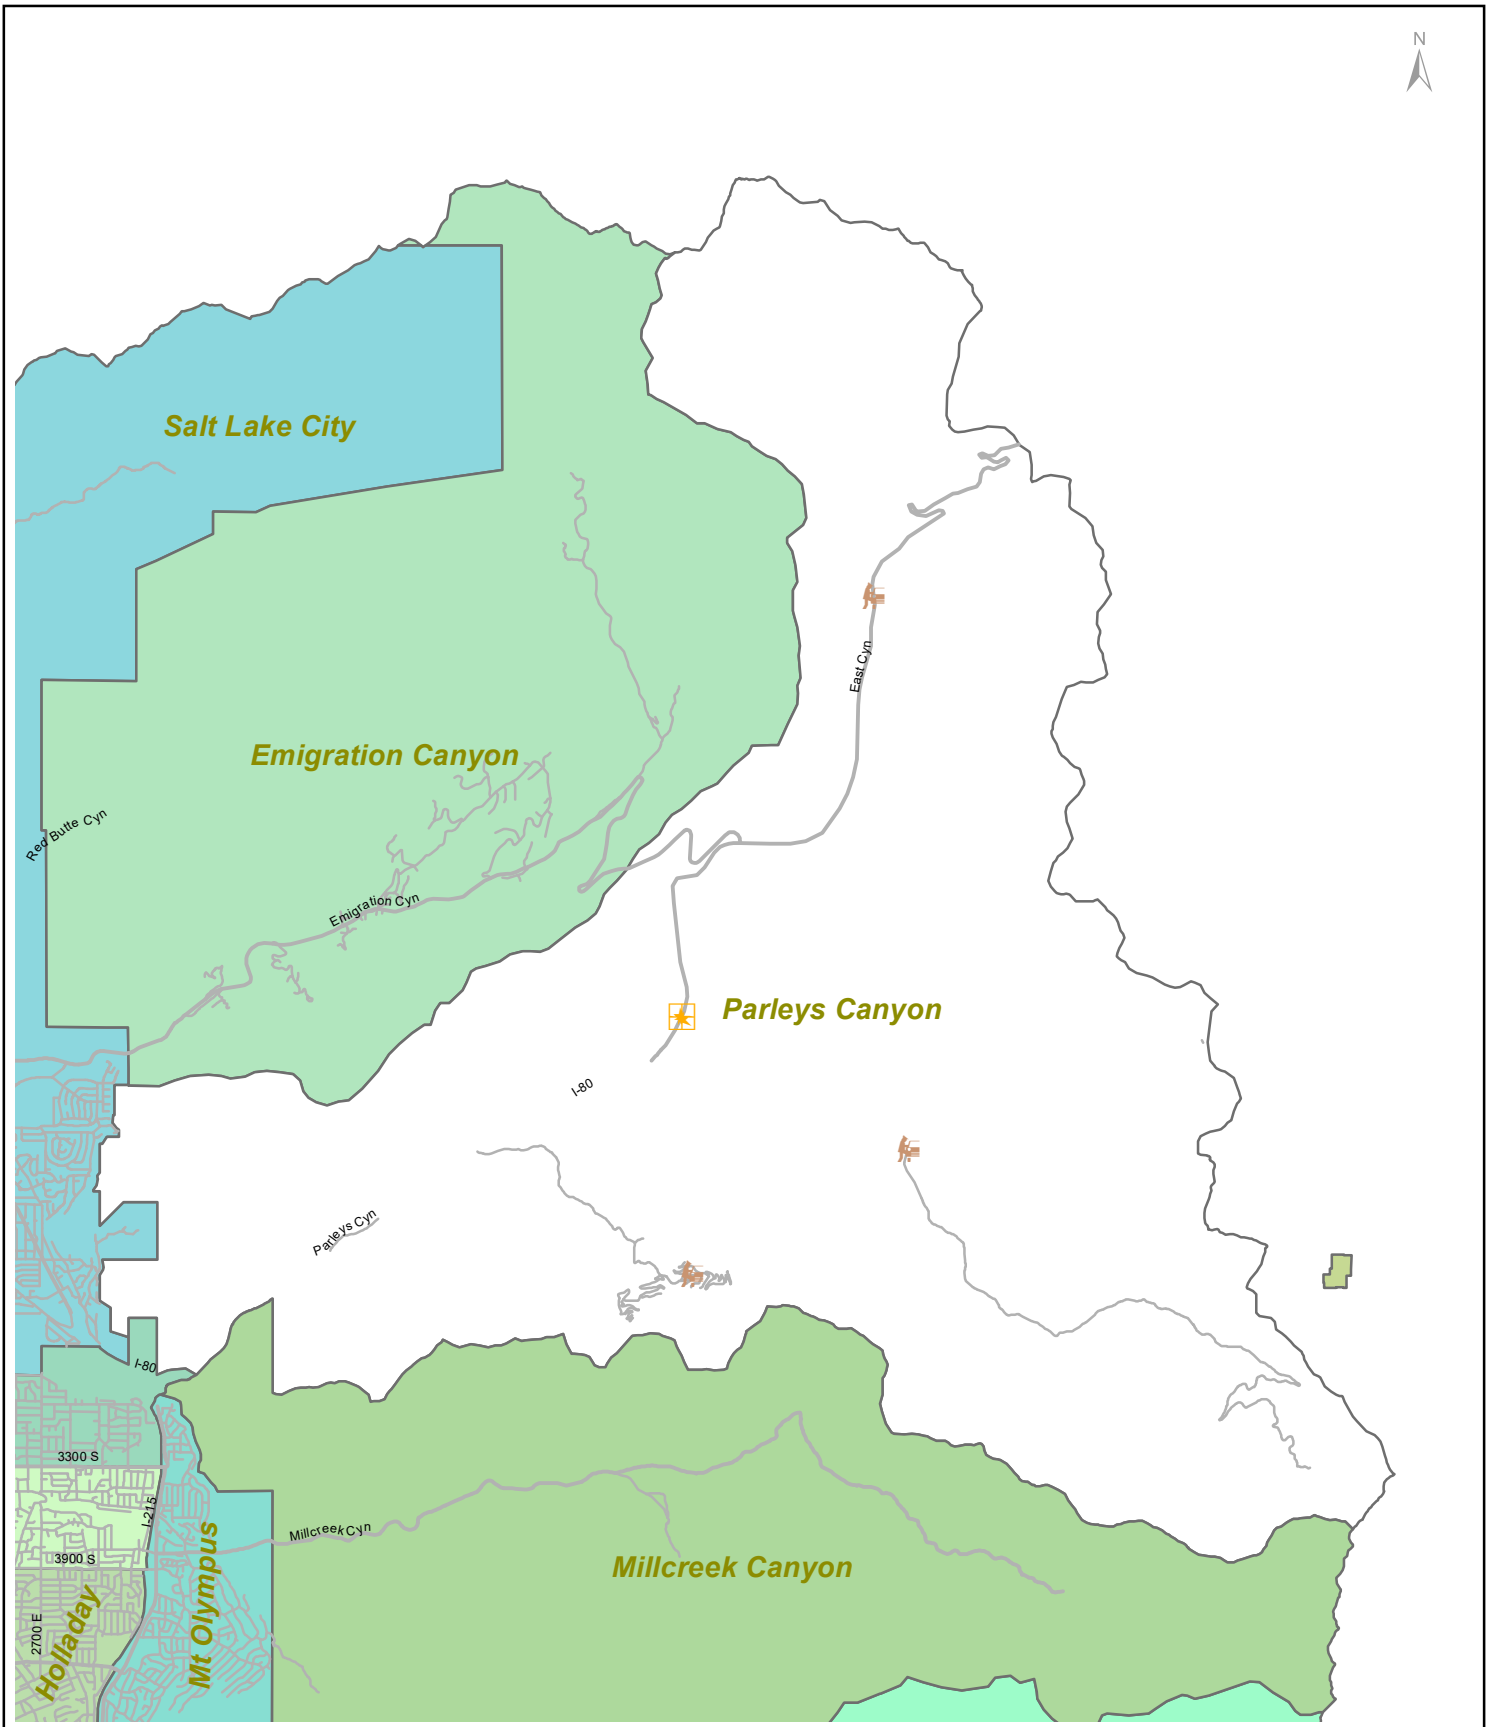 N
Salt Lake City
East Cyn
Emigration Canyon
Red Butte Cyn
Emigration Cyn
Parleys Canyon
I-80
Parleys Cyn
I-80
3300 S
I-215
Millcreek Cyn
3900 S
Millcreek Canyon
2700 E
Holladay
Mt Olympus